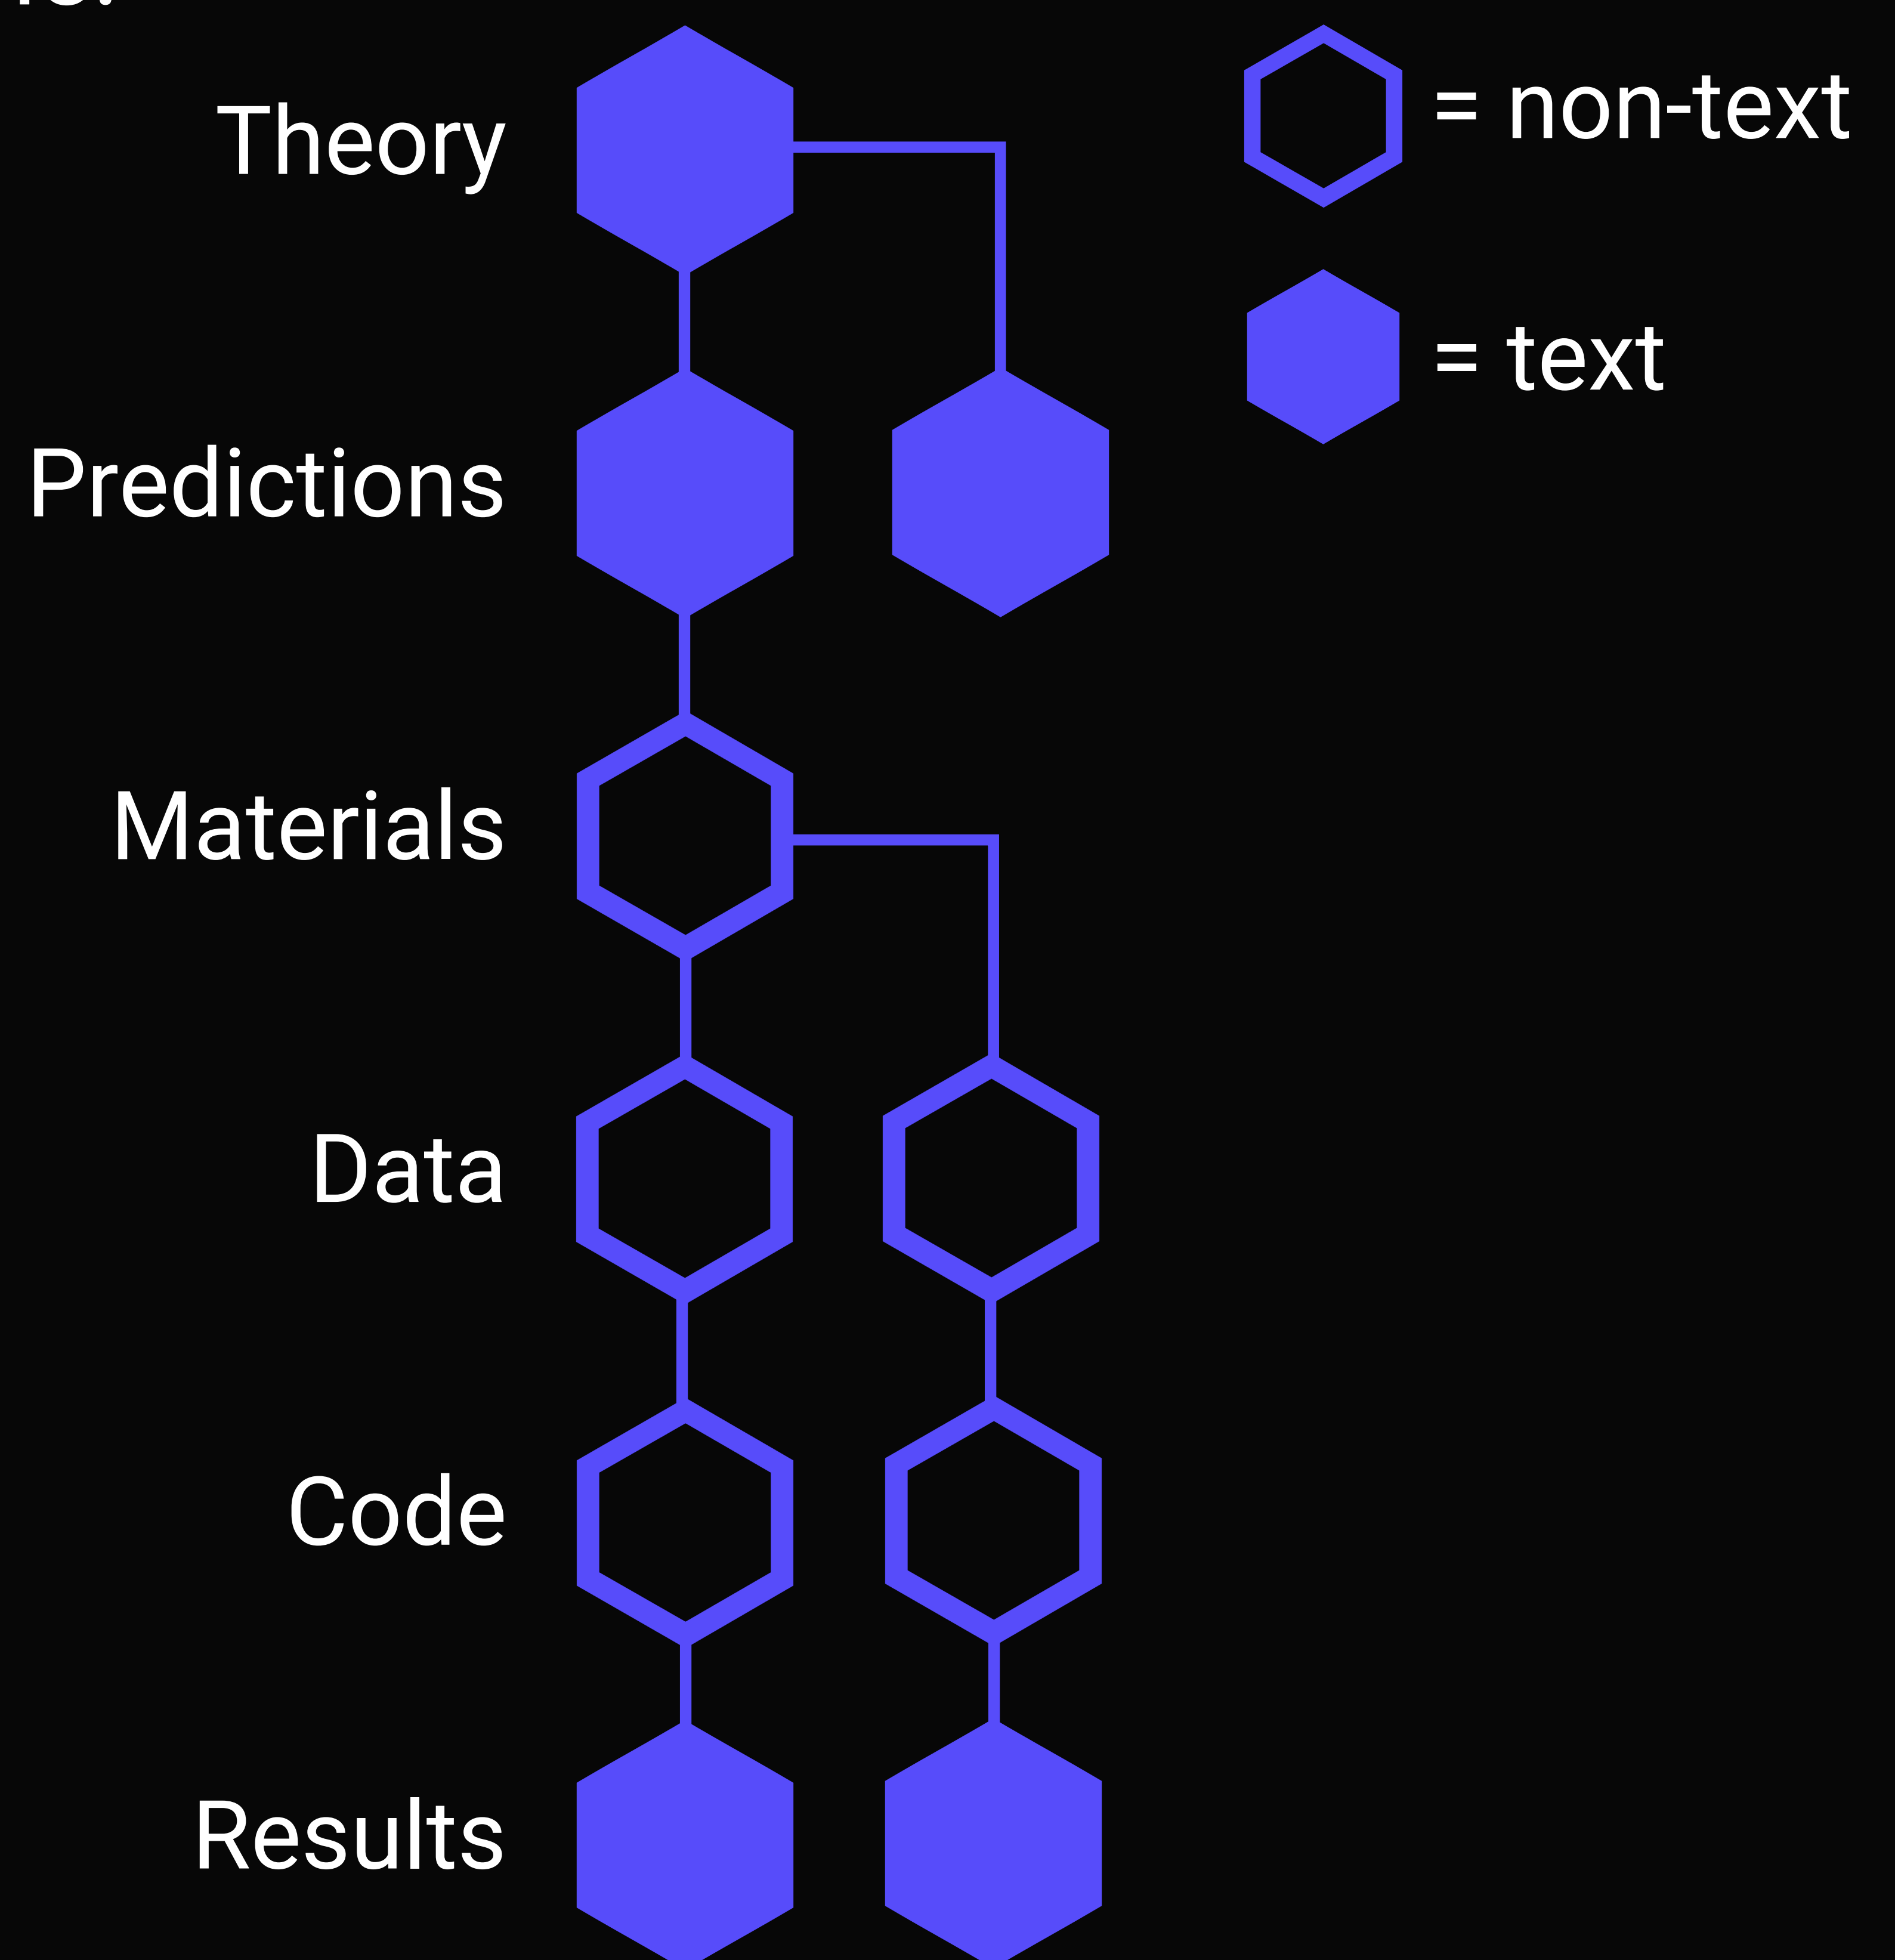 Theory
= non-text
= text
Predictions
Materials
Data
Code
Results